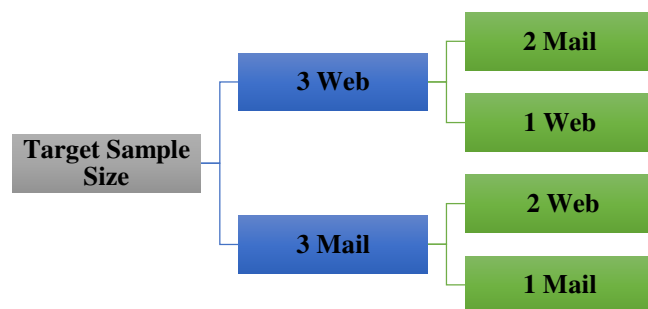 Target Sample
Size
3 Web
2 Mail
1 Web
3 Mail
2 Web
1 Mail